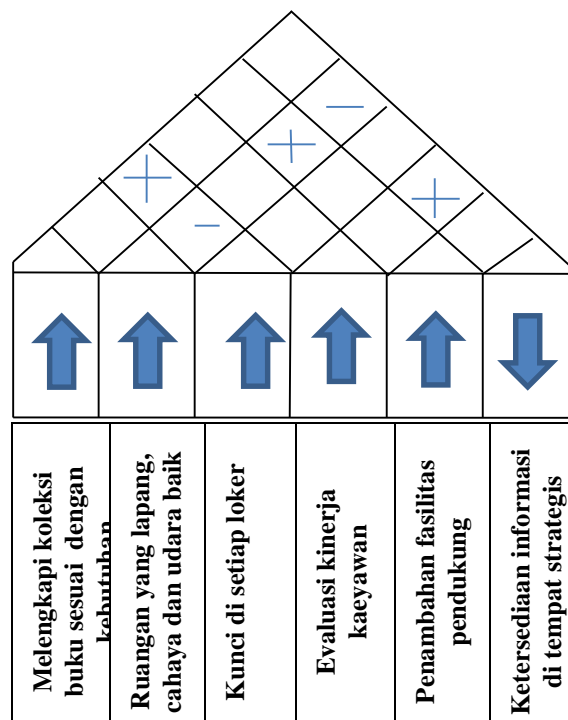 Melengkapi koleksi
buku sesuai dengan
kebutuhan
Ruangan yang lapang,
cahaya dan udara baik
Kunci di setiap loker
Evaluasi kinerja
kaeyawan
Penambahan fasilitas
pendukung
Ketersediaan informasi
di tempat strategis